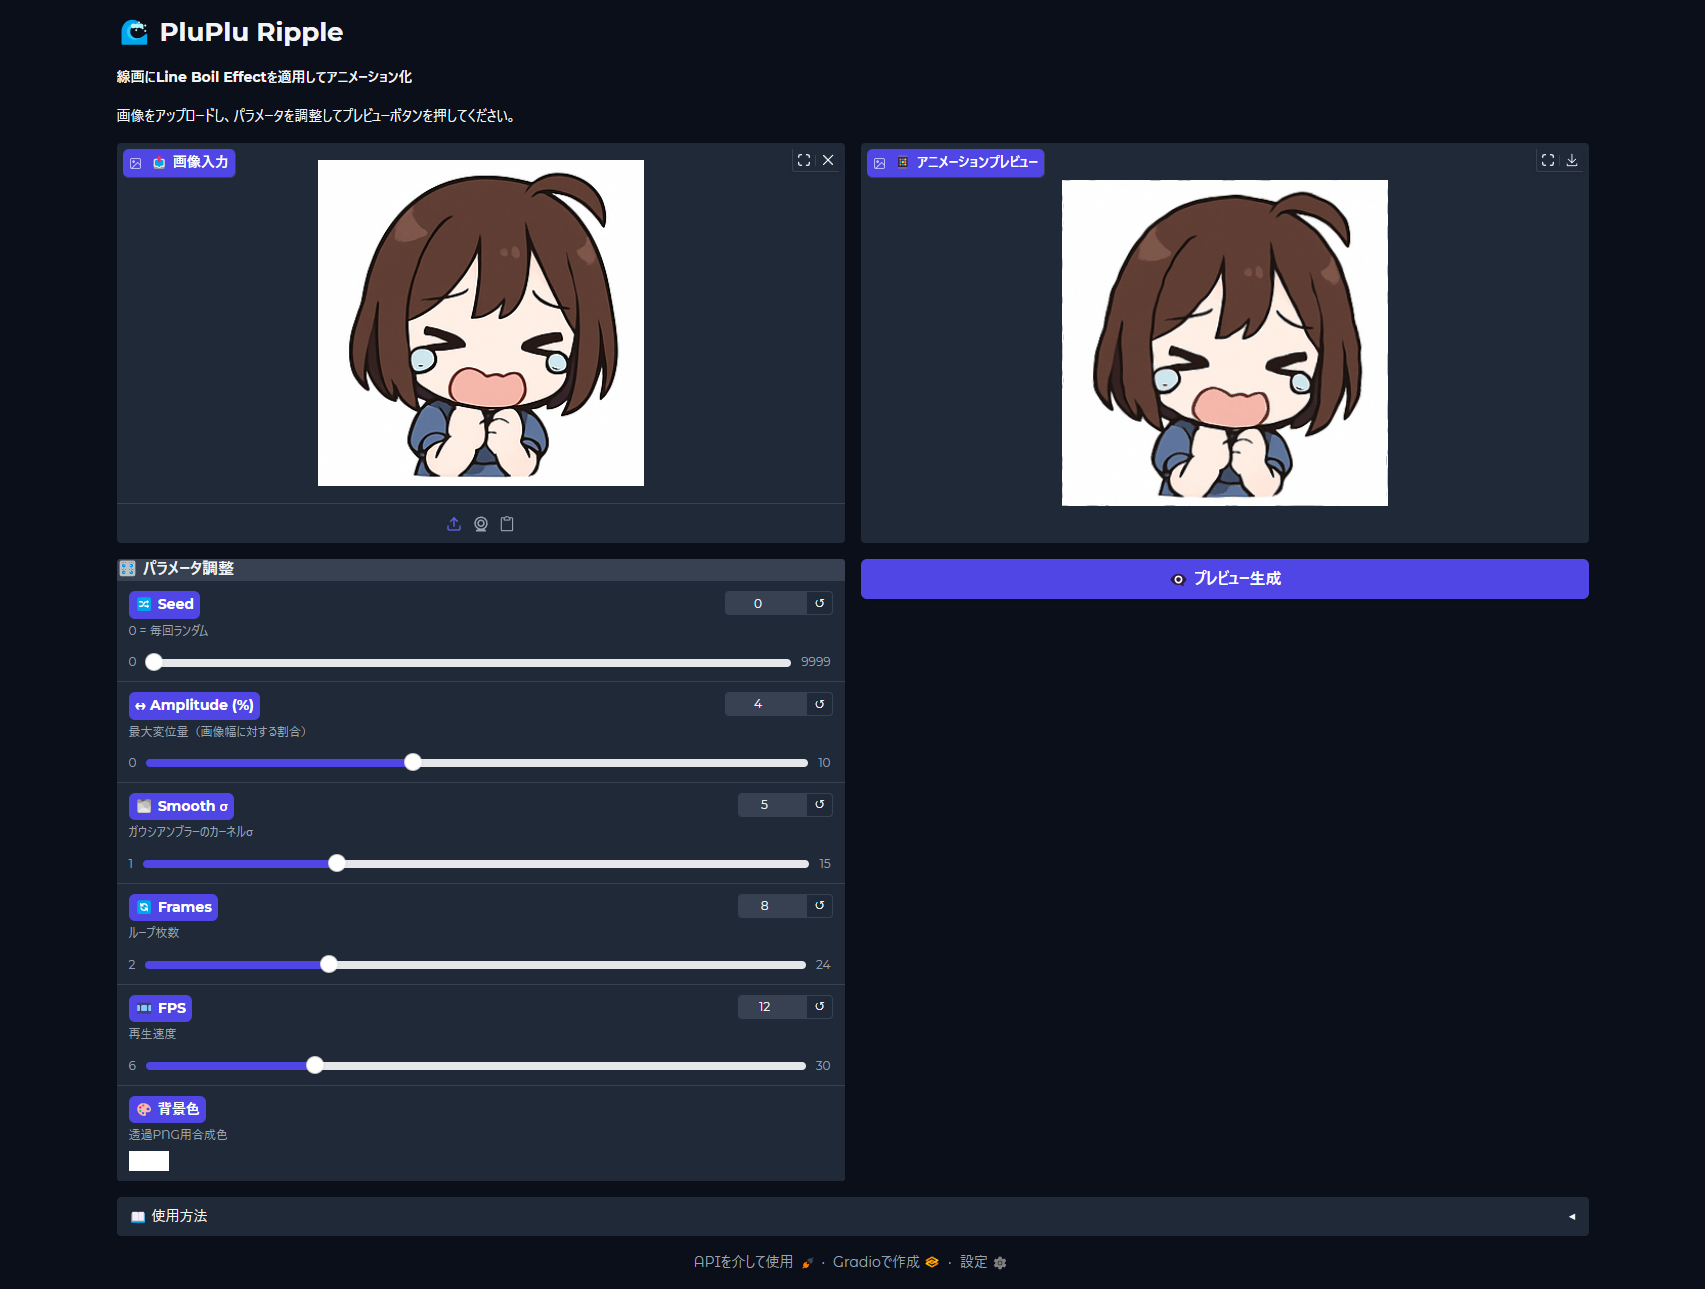 PluPlu Ripple
線画にLine Boil Effectを適用してアニメーション化
画像をアップロードし、パラメータを調整してプレビューボタンを押してください。
画像入力
アニメーションプレビュー
パラメータ調整
プレビュー生成
Seed
0
0 = 毎回ランダム
0
9999
Amplitude (%)
4
最大変位量（画像幅に対する割合）
0
10
Smooth σ
5
ガウシアンブラーのカーネルσ
1
15
Frames
8
ループ枚数
2
24
FPS
12
再生速度
6
30
背景色
透過PNG用合成色
使用方法
APIを介して使用 · Gradioで作成 · 設定